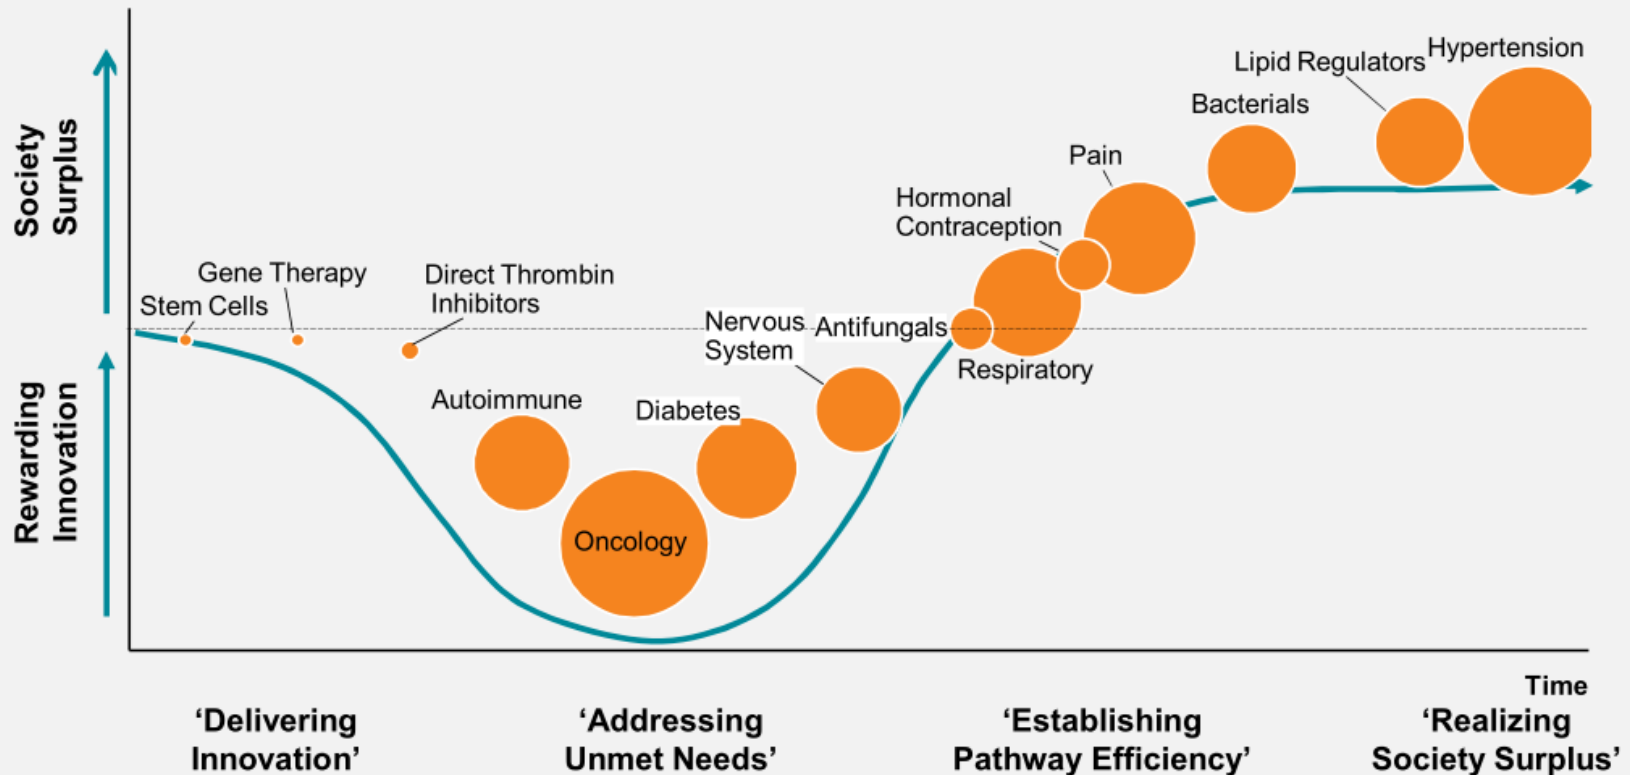 Society
Surplus
Rewarding
Innovation
Stem Cells
Gene Therapy
Direct Thrombin
Inhibitors
Autoimmune
Oncology
Diabetes
Nervous
System
Antifungals
Respiratory
Hormonal
Contraception
Pain
Bacterials
Lipid Regulators
Hypertension
Time
‘Delivering
Innovation’
‘Addressing
Unmet Needs’
‘Establishing
Pathway Efficiency’
‘Realizing
Society Surplus’